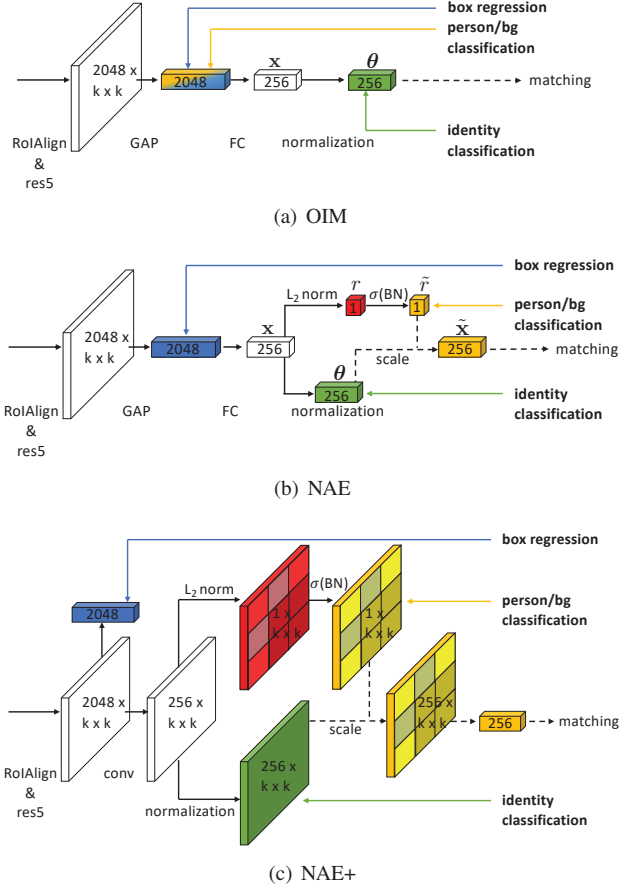 box regression
person/bg
classification
2048 x
k x k
2048
x
256
θ
256
matching
RoIAlign
&
res5
GAP
FC
normalization
identity
classification
(a) OIM
box regression
L₂ norm
r
1
σ(BN)
r̃
1
person/bg
classification
2048 x
k x k
2048
x
256
scale
x̃
256
matching
θ
256
RoIAlign
&
res5
GAP
FC
normalization
identity
classification
(b) NAE
box regression
2048
L₂ norm
1 x
k x k
σ(BN)
1 x
k x k
person/bg
classification
2048 x
k x k
256 x
k x k
256 x
k x k
256
matching
scale
RoIAlign
&
res5
conv
normalization
256 x
k x k
identity
classification
(c) NAE+